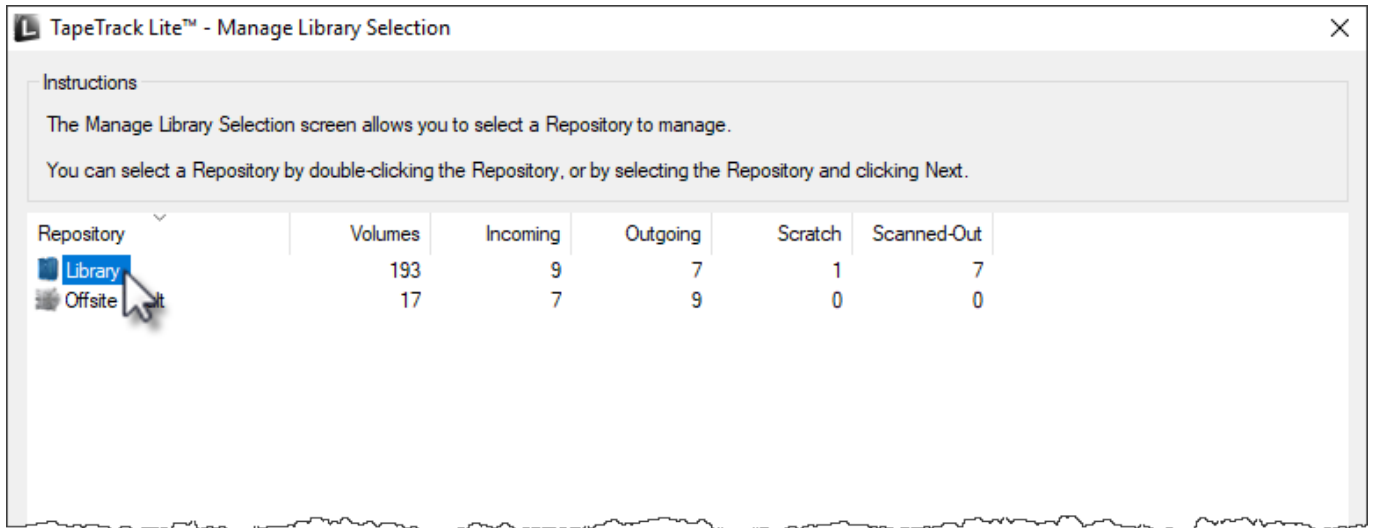 TapeTrack Lite™ - Manage Library Selection
Instructions
The Manage Library Selection screen allows you to select a Repository to manage.
You can select a Repository by double-clicking the Repository, or by selecting the Repository and clicking Next.
Repository Volumes Incoming Outgoing Scratch Scanned-Out
Library 193 9 7 1 7
Offsite 17 7 9 0 0